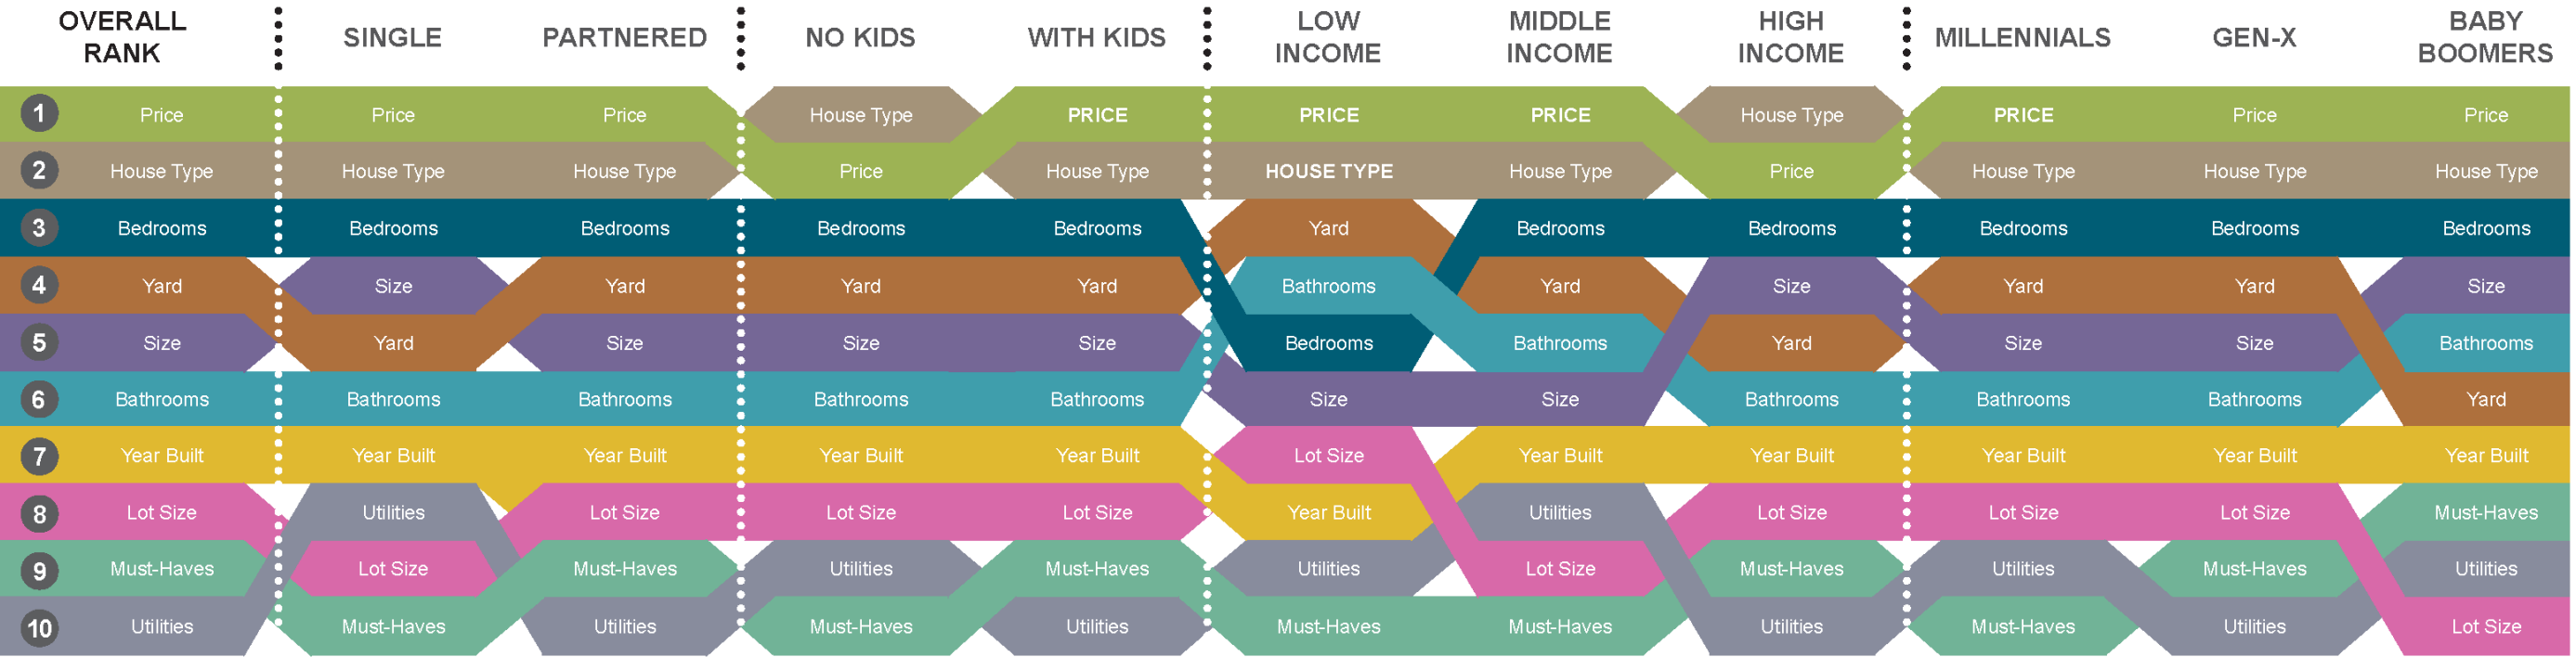 OVERALL RANK SINGLE PARTNERED NO KIDS WITH KIDS LOW INCOME MIDDLE INCOME HIGH INCOME MILLENNIALS GEN-X BABY BOOMERS
1 Price Price Price House Type PRICE PRICE PRICE House Type PRICE Price Price
2 House Type House Type House Type Price House Type HOUSE TYPE House Type Price House Type House Type House Type
3 Bedrooms Bedrooms Bedrooms Bedrooms Bedrooms Yard Bedrooms Bedrooms Bedrooms Bedrooms Bedrooms
4 Yard Size Yard Yard Yard Bathrooms Yard Size Yard Yard Size
5 Size Yard Size Size Size Bedrooms Bathrooms Yard Size Size Bathrooms
6 Bathrooms Bathrooms Bathrooms Bathrooms Bathrooms Size Size Bathrooms Bathrooms Bathrooms Yard
7 Year Built Year Built Year Built Year Built Year Built Lot Size Year Built Year Built Year Built Year Built Year Built
8 Lot Size Utilities Lot Size Lot Size Lot Size Year Built Utilities Lot Size Lot Size Lot Size Must-Haves
9 Must-Haves Lot Size Must-Haves Utilities Must-Haves Utilities Lot Size Must-Haves Utilities Must-Haves Utilities
10 Utilities Must-Haves Utilities Must-Haves Utilities Must-Haves Must-Haves Utilities Must-Haves Utilities Lot Size